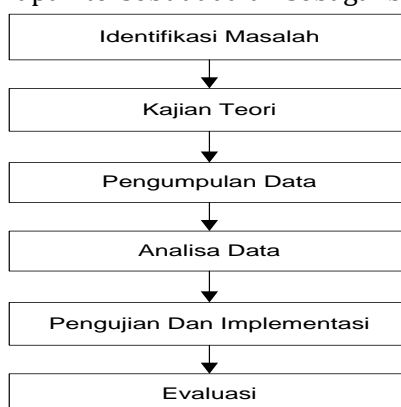 Identifikasi Masalah
Kajian Teori
Pengumpulan Data
Analisa Data
Pengujian Dan Implementasi
Evaluasi